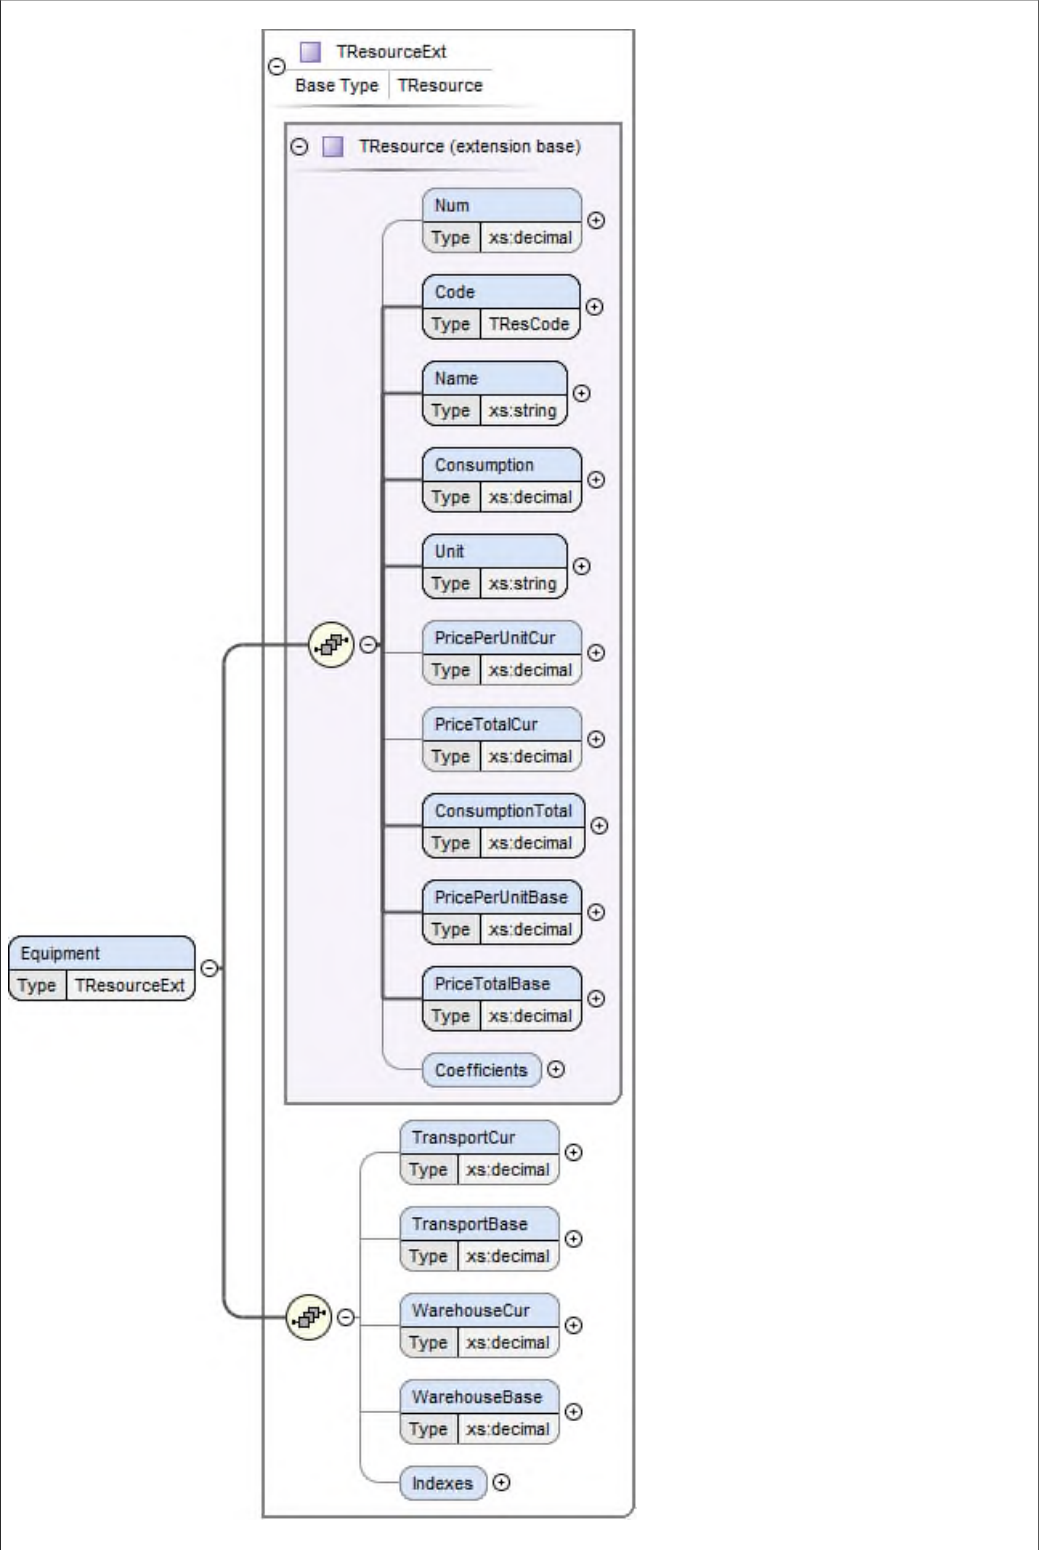 TResourceExt
Base Type TResource
TResource (extension base)
Num
Type xs:decimal
Code
Type TResCode
Name
Type xs:string
Consumption
Type xs:decimal
Unit
Type xs:string
PricePerUnitCur
Type xs:decimal
PriceTotalCur
Type xs:decimal
ConsumptionTotal
Type xs:decimal
PricePerUnitBase
Type xs:decimal
Equipment
Type TResourceExt
PriceTotalBase
Type xs:decimal
Coefficients
TransportCur
Type xs:decimal
TransportBase
Type xs:decimal
WarehouseCur
Type xs:decimal
WarehouseBase
Type xs:decimal
Indexes